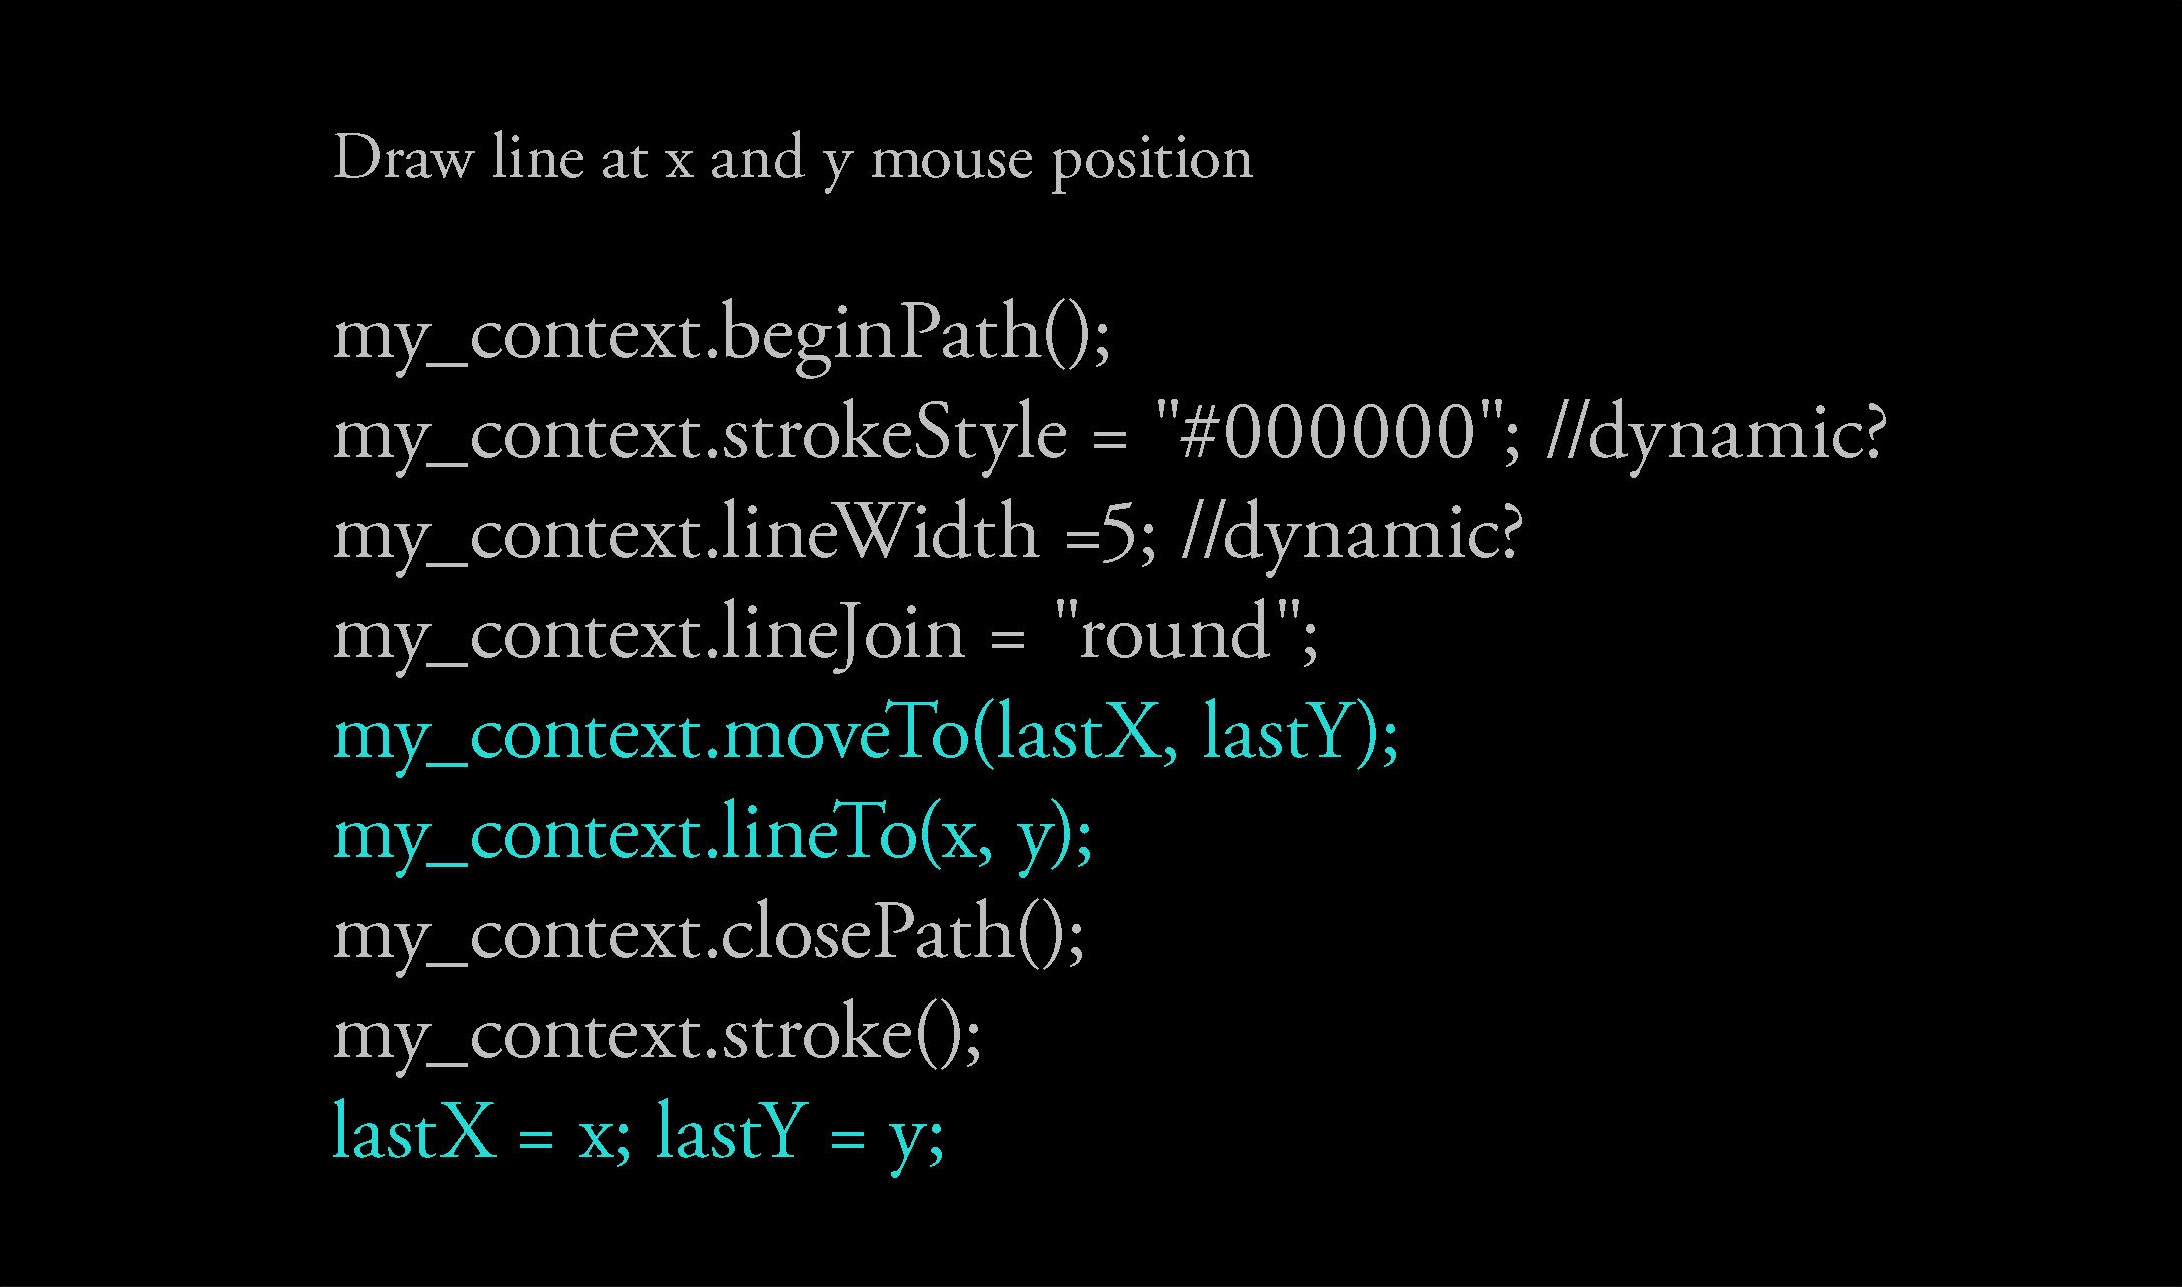 Draw line at x and y mouse position
my_context.beginPath();
my_context.strokeStyle = "#000000"; //dynamic?
my_context.lineWidth =5; //dynamic?
my_context.lineJoin = "round";
my_context.moveTo(lastX, lastY);
my_context.lineTo(x, y);
my_context.closePath();
my_context.stroke();
lastX = x; lastY = y;